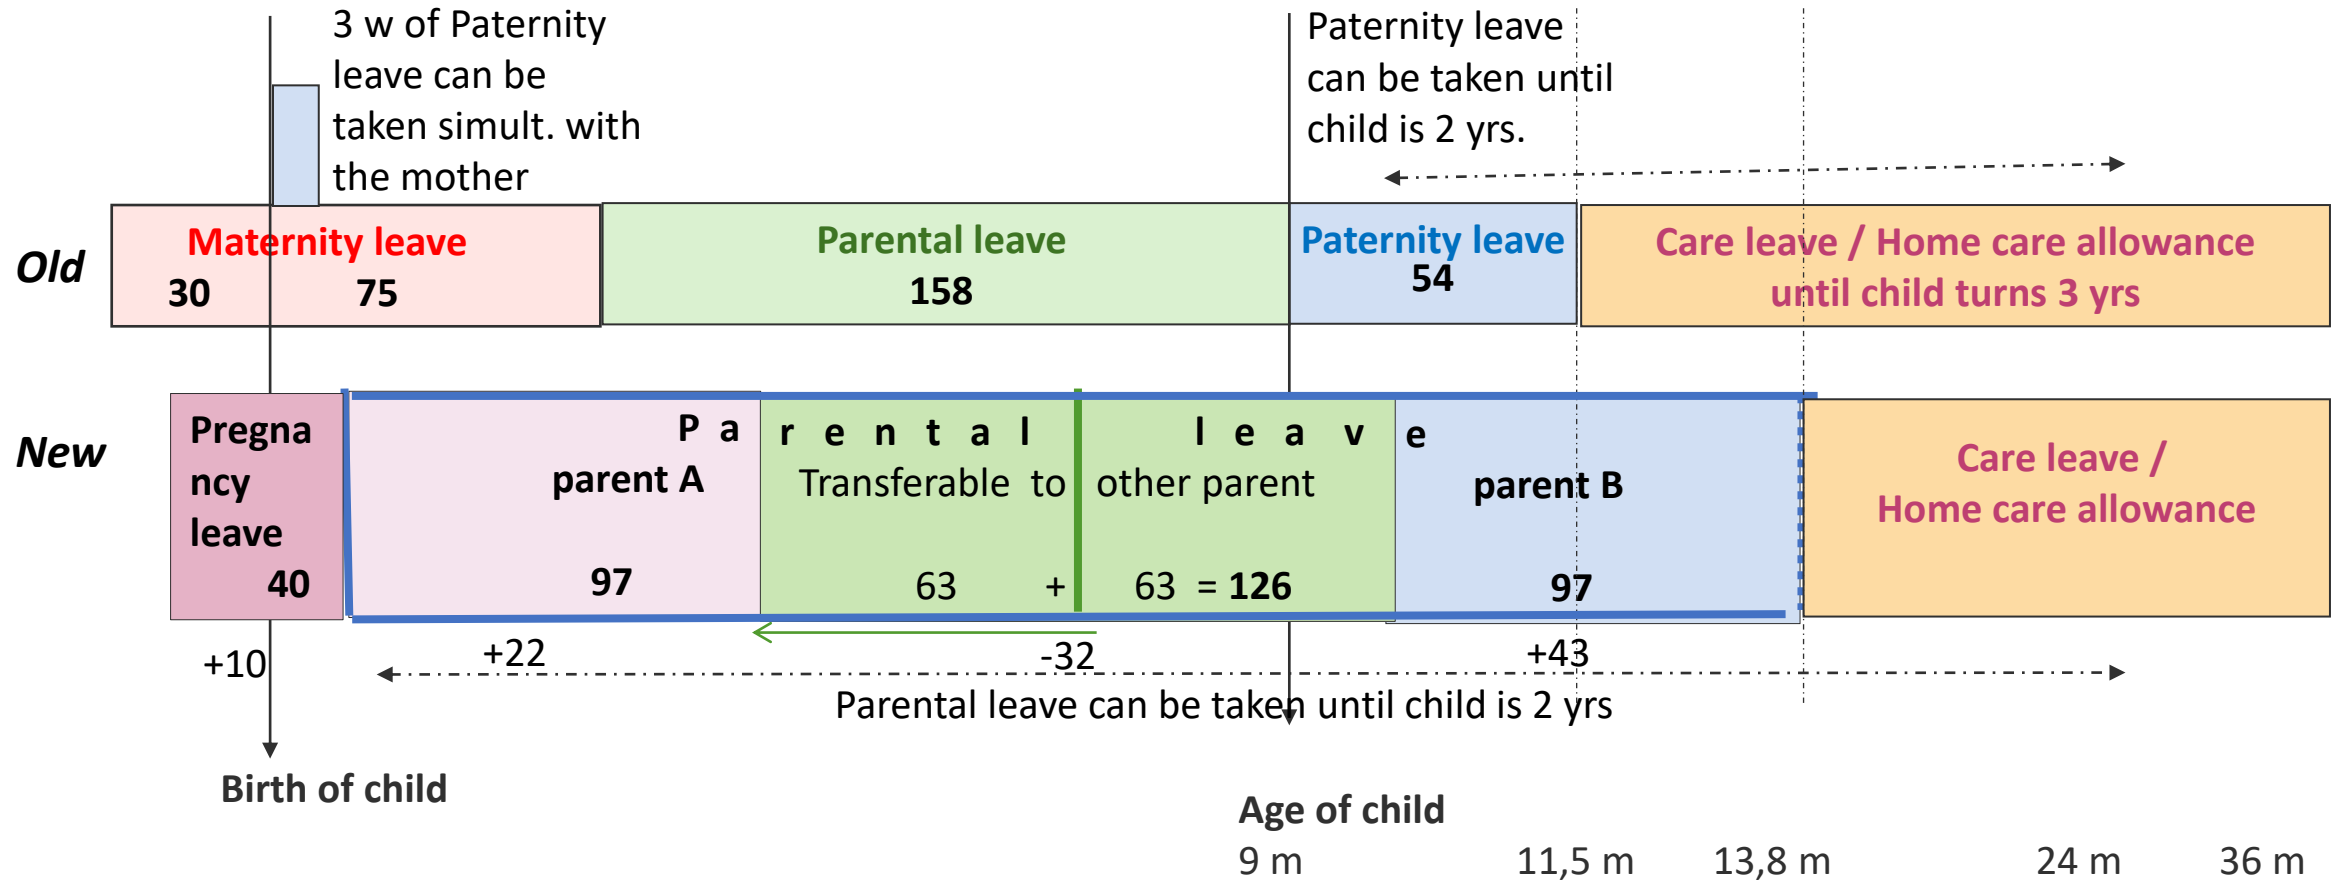 3 w of Paternity
leave can be
taken simult. with
the mother
Paternity leave
can be taken until
child is 2 yrs.
Old
Maternity leave
30 75
Parental leave
158
Paternity leave
54
Care leave / Home care allowance
until child turns 3 yrs
New
Pregna
ncy
leave
40
P a r e n t a l l e a v e
parent A
97
Transferable to other parent
63 + 63 = 126
parent B
97
Care leave /
Home care allowance
+10 +22 -32 +43
Parental leave can be taken until child is 2 yrs
Birth of child
Age of child
9 m 11,5 m 13,8 m 24 m 36 m